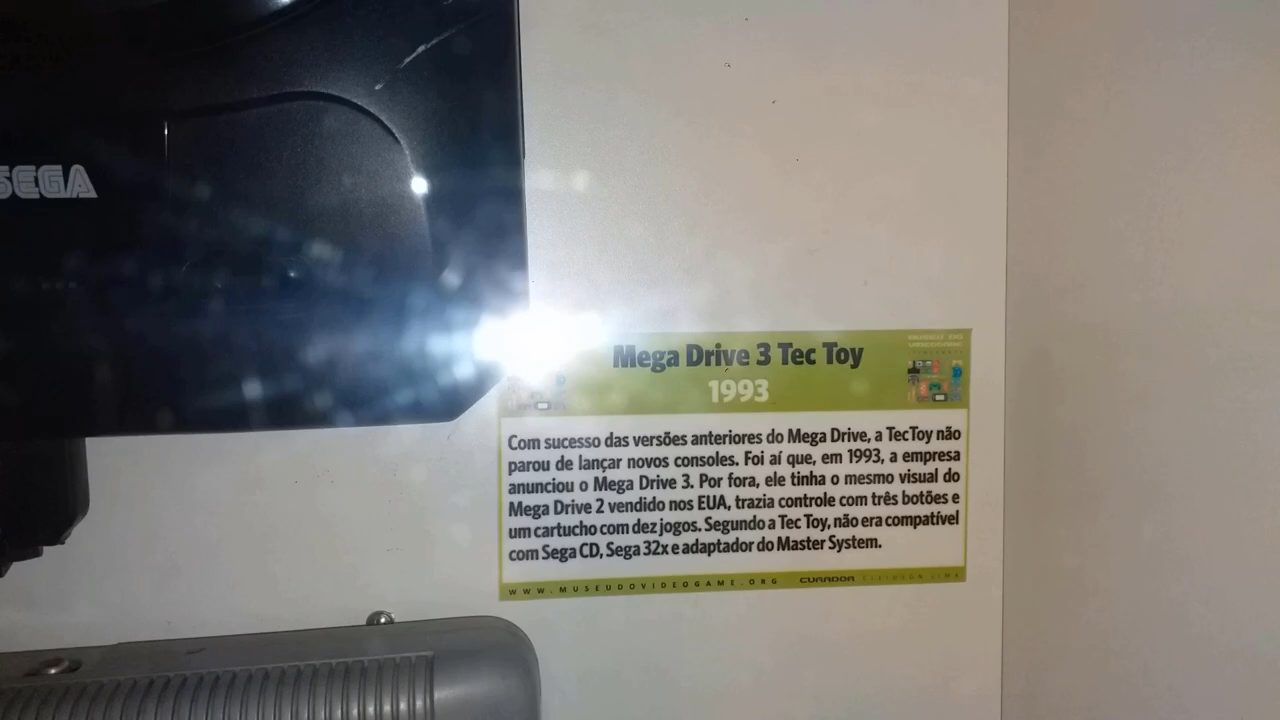 SEGA
Mega Drive 3 Tec Toy
1993
Com sucesso das versões anteriores do Mega Drive, a TecToy não
parou de lançar novos consoles. Foi aí que, em 1993, a empresa
anunciou o Mega Drive 3. Por fora, ele tinha o mesmo visual do
Mega Drive 2 vendido nos EUA, trazia controle com três botões e
um cartucho com dez jogos. Segundo a Tec Toy, não era compatível
com Sega CD, Sega 32x e adaptador do Master System.
WWW.MUSEUDOVIDEOGAME.ORG CURADOR